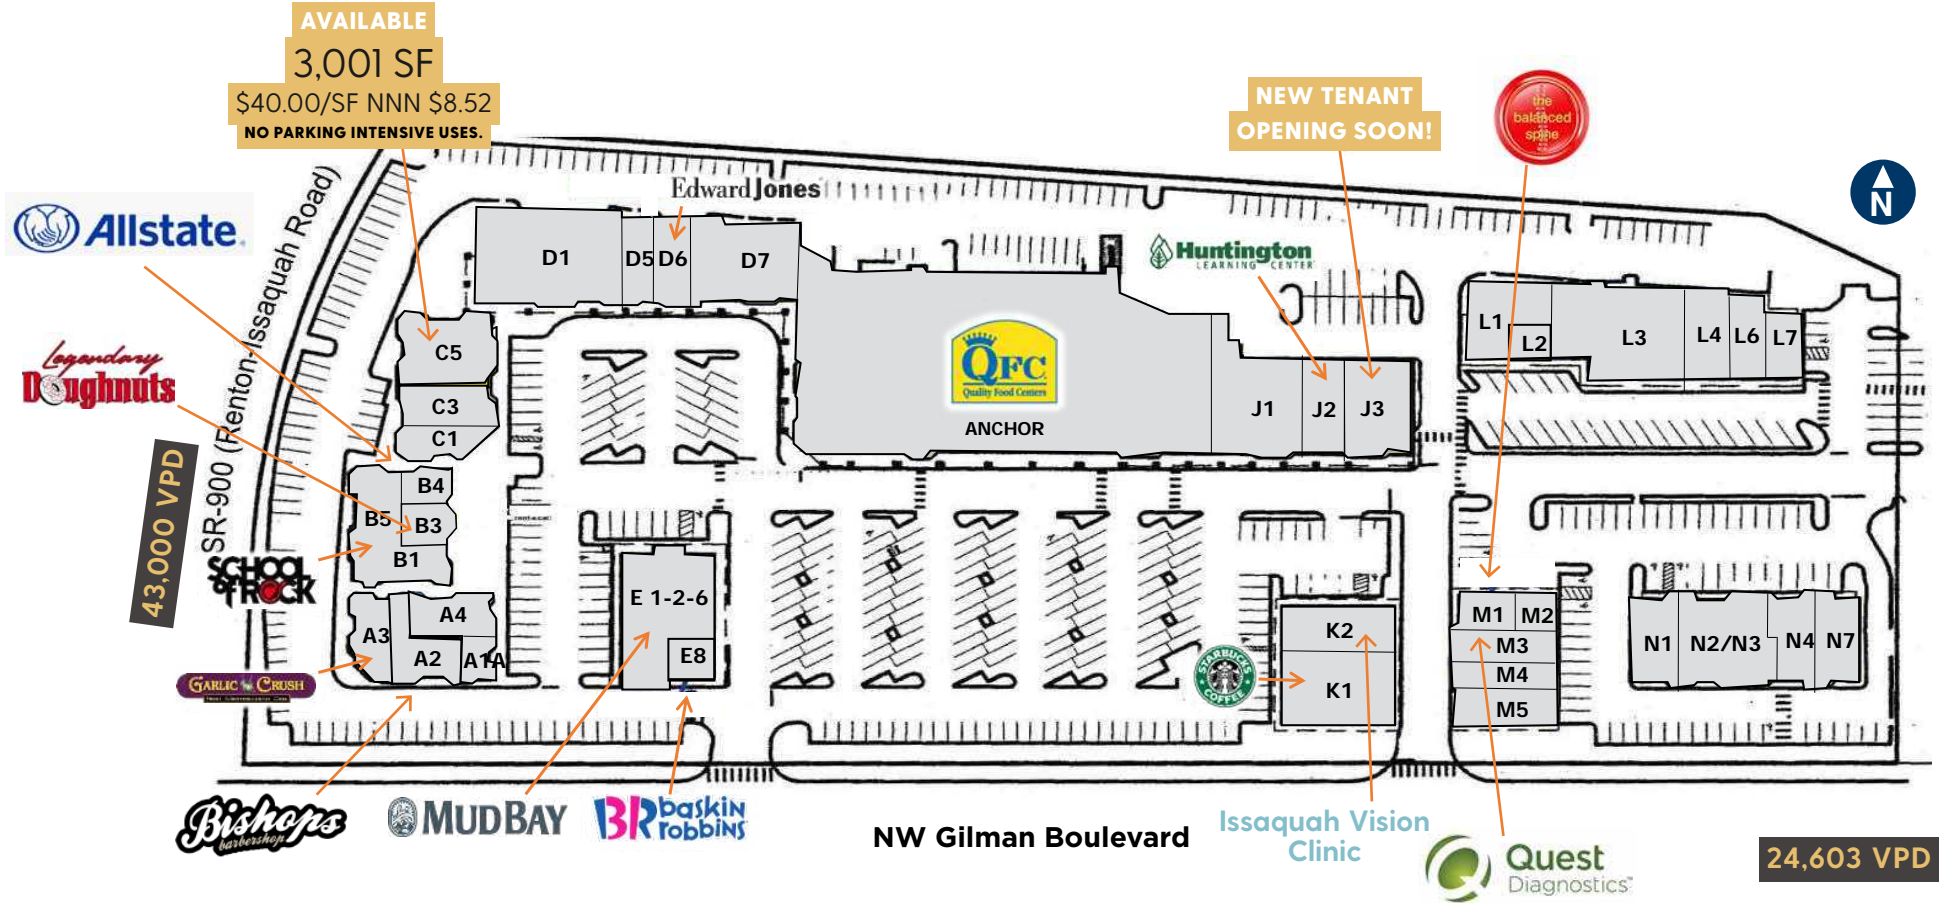 AVAILABLE
3,001 SF
$40.00/SF NNN $8.52
NO PARKING INTENSIVE USES.
NEW TENANT
OPENING SOON!
the
balanced
spine
N
Edward Jones
Allstate.
SR-900 (Renton-Issaquah Road)
43,000 VPD
Huntington
LEARNING CENTER
D1
D5
D6
D7
QFC
Quality Food Centers
ANCHOR
J1
J2
J3
L1
L2
L3
L4
L6
L7
Legendary
Doughnuts
C5
C3
C1
B4
B5
B3
B1
SCHOOL
OF ROCK
A4
A3
A2
A1A
GARLIC CRUSH
E 1-2-6
E8
STARBUCKS
COFFEE
K2
K1
M1
M2
M3
M4
M5
N1
N2/N3
N4
N7
Bishops
barbershop
MUD BAY
BR baskin
robbins
NW Gilman Boulevard
Issaquah Vision
Clinic
Quest
Diagnostics™
24,603 VPD